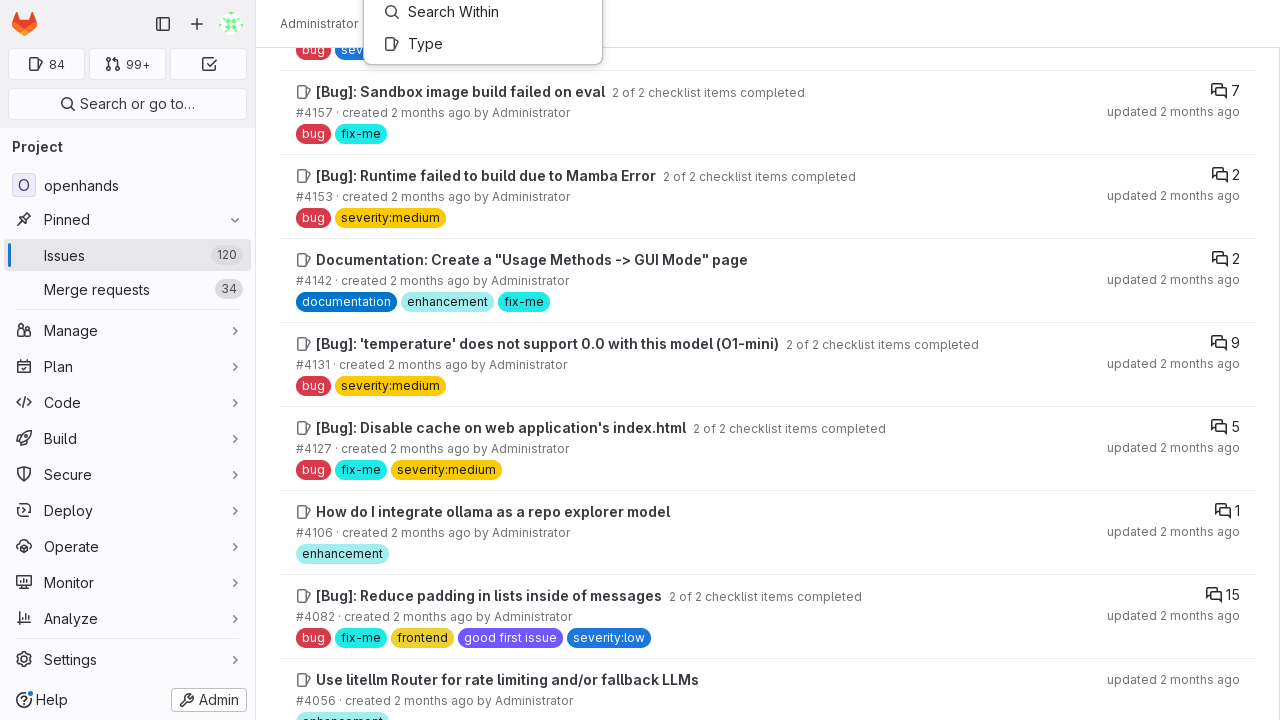 84
99+
Search or go to…
Project
O openhands
Pinned
Issues 120
Merge requests 34
Manage
Plan
Code
Build
Secure
Deploy
Operate
Monitor
Analyze
Settings
Help
Admin
Administrator
Search Within
Type
bug
[Bug]: Sandbox image build failed on eval 2 of 2 checklist items completed 7
#4157 · created 2 months ago by Administrator updated 2 months ago
bug fix-me
[Bug]: Runtime failed to build due to Mamba Error 2 of 2 checklist items completed 2
#4153 · created 2 months ago by Administrator updated 2 months ago
bug severity:medium
Documentation: Create a "Usage Methods -> GUI Mode" page 2
#4142 · created 2 months ago by Administrator updated 2 months ago
documentation enhancement fix-me
[Bug]: 'temperature' does not support 0.0 with this model (O1-mini) 2 of 2 checklist items completed 9
#4131 · created 2 months ago by Administrator updated 2 months ago
bug severity:medium
[Bug]: Disable cache on web application's index.html 2 of 2 checklist items completed 5
#4127 · created 2 months ago by Administrator updated 2 months ago
bug fix-me severity:medium
How do I integrate ollama as a repo explorer model 1
#4106 · created 2 months ago by Administrator updated 2 months ago
enhancement
[Bug]: Reduce padding in lists inside of messages 2 of 2 checklist items completed 15
#4082 · created 2 months ago by Administrator updated 2 months ago
bug fix-me frontend good first issue severity:low
Use litellm Router for rate limiting and/or fallback LLMs updated 2 months ago
#4056 · created 2 months ago by Administrator
enhancement